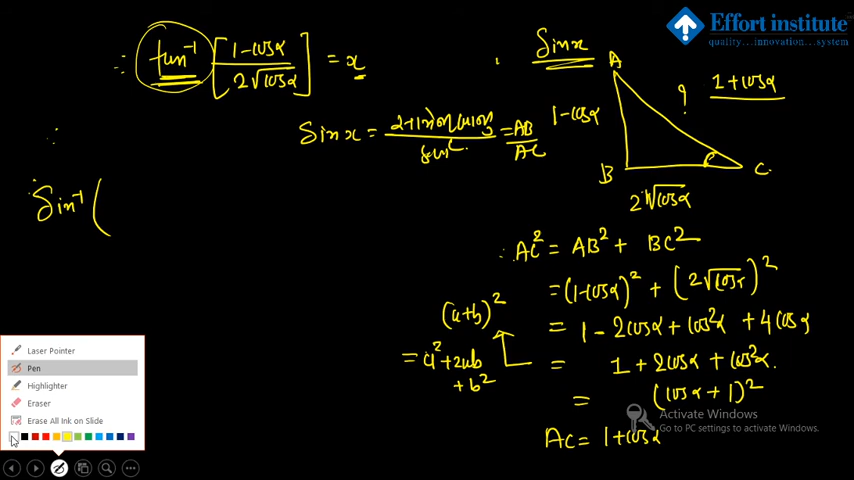 Effort institute
quality...innovation...system
∴ tan⁻¹ [ 1-cosα / 2√cosα ] = x
Sinx
A
1+cosα
?
Sin x = = AB / AC
1-cosα
B
C
2√cosα
∴
Sin⁻¹ (
∴ AC² = AB² + BC²
= (1-cosα)² + (2√cosα)²
(a+b)²
= 1 - 2cosα + cos²α + 4cosα
= a² + 2ab + b²
= 1 + 2cosα + cos²α.
= (cosα + 1)²
AC = 1+cosα
Laser Pointer
Pen
Highlighter
Eraser
Erase All Ink on Slide
Activate Windows
Go to PC settings to activate Windows.